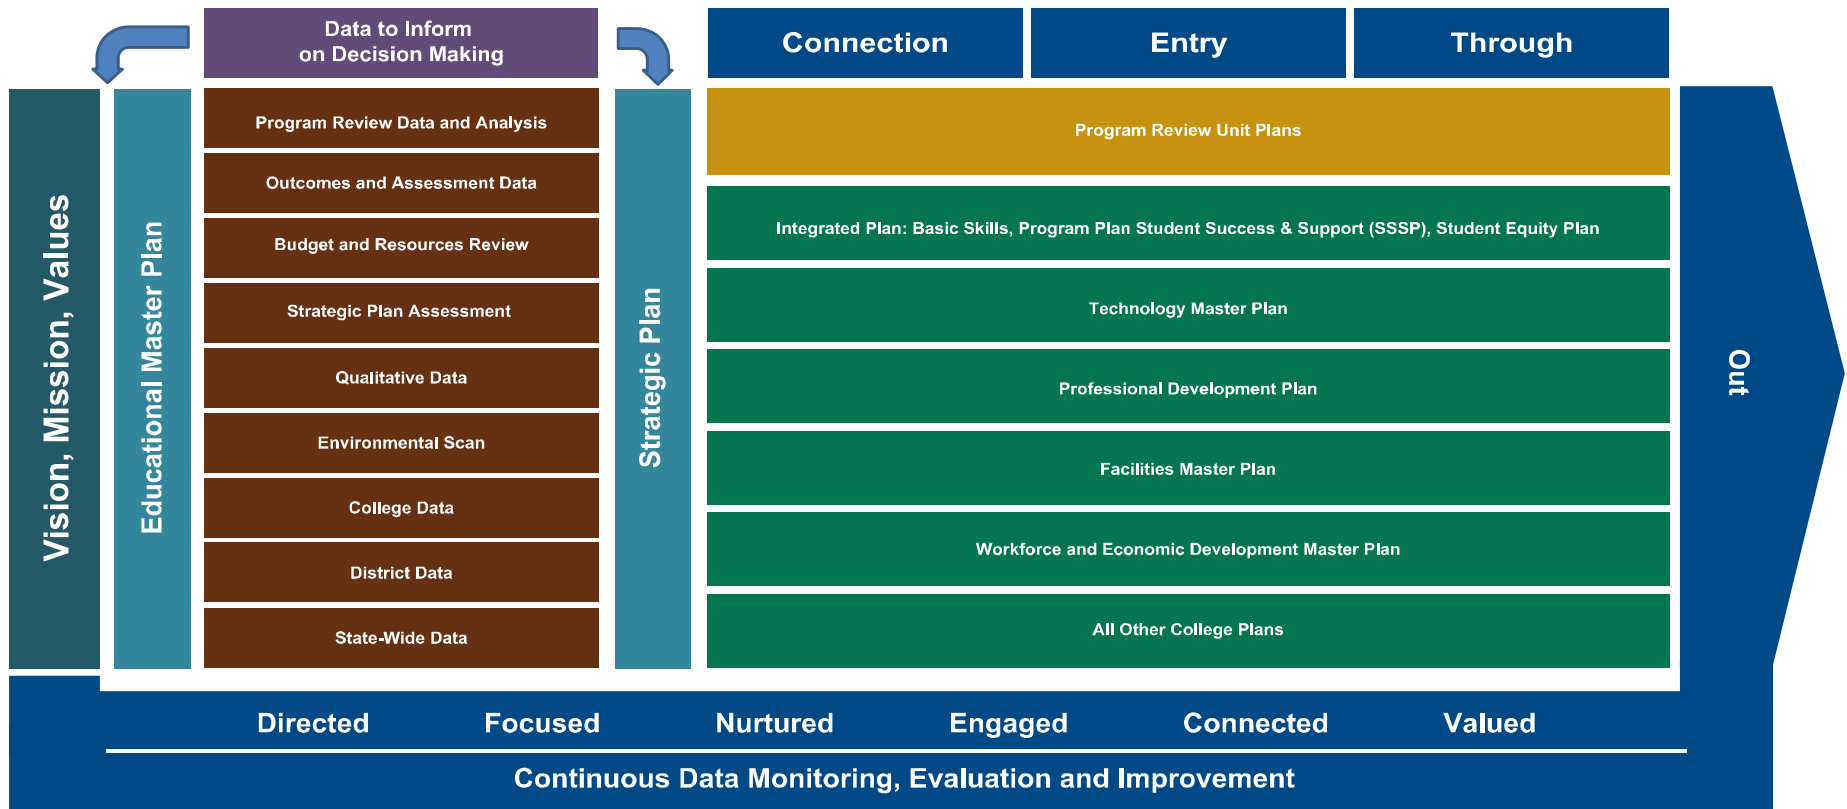 Data to Inform
on Decision Making
Connection
Entry
Through
Vision, Mission, Values
Educational Master Plan
Program Review Data and Analysis
Outcomes and Assessment Data
Budget and Resources Review
Strategic Plan Assessment
Qualitative Data
Environmental Scan
College Data
District Data
State-Wide Data
Strategic Plan
Program Review Unit Plans
Integrated Plan: Basic Skills, Program Plan Student Success & Support (SSSP), Student Equity Plan
Technology Master Plan
Professional Development Plan
Facilities Master Plan
Workforce and Economic Development Master Plan
All Other College Plans
Out
Directed Focused Nurtured Engaged Connected Valued
Continuous Data Monitoring, Evaluation and Improvement